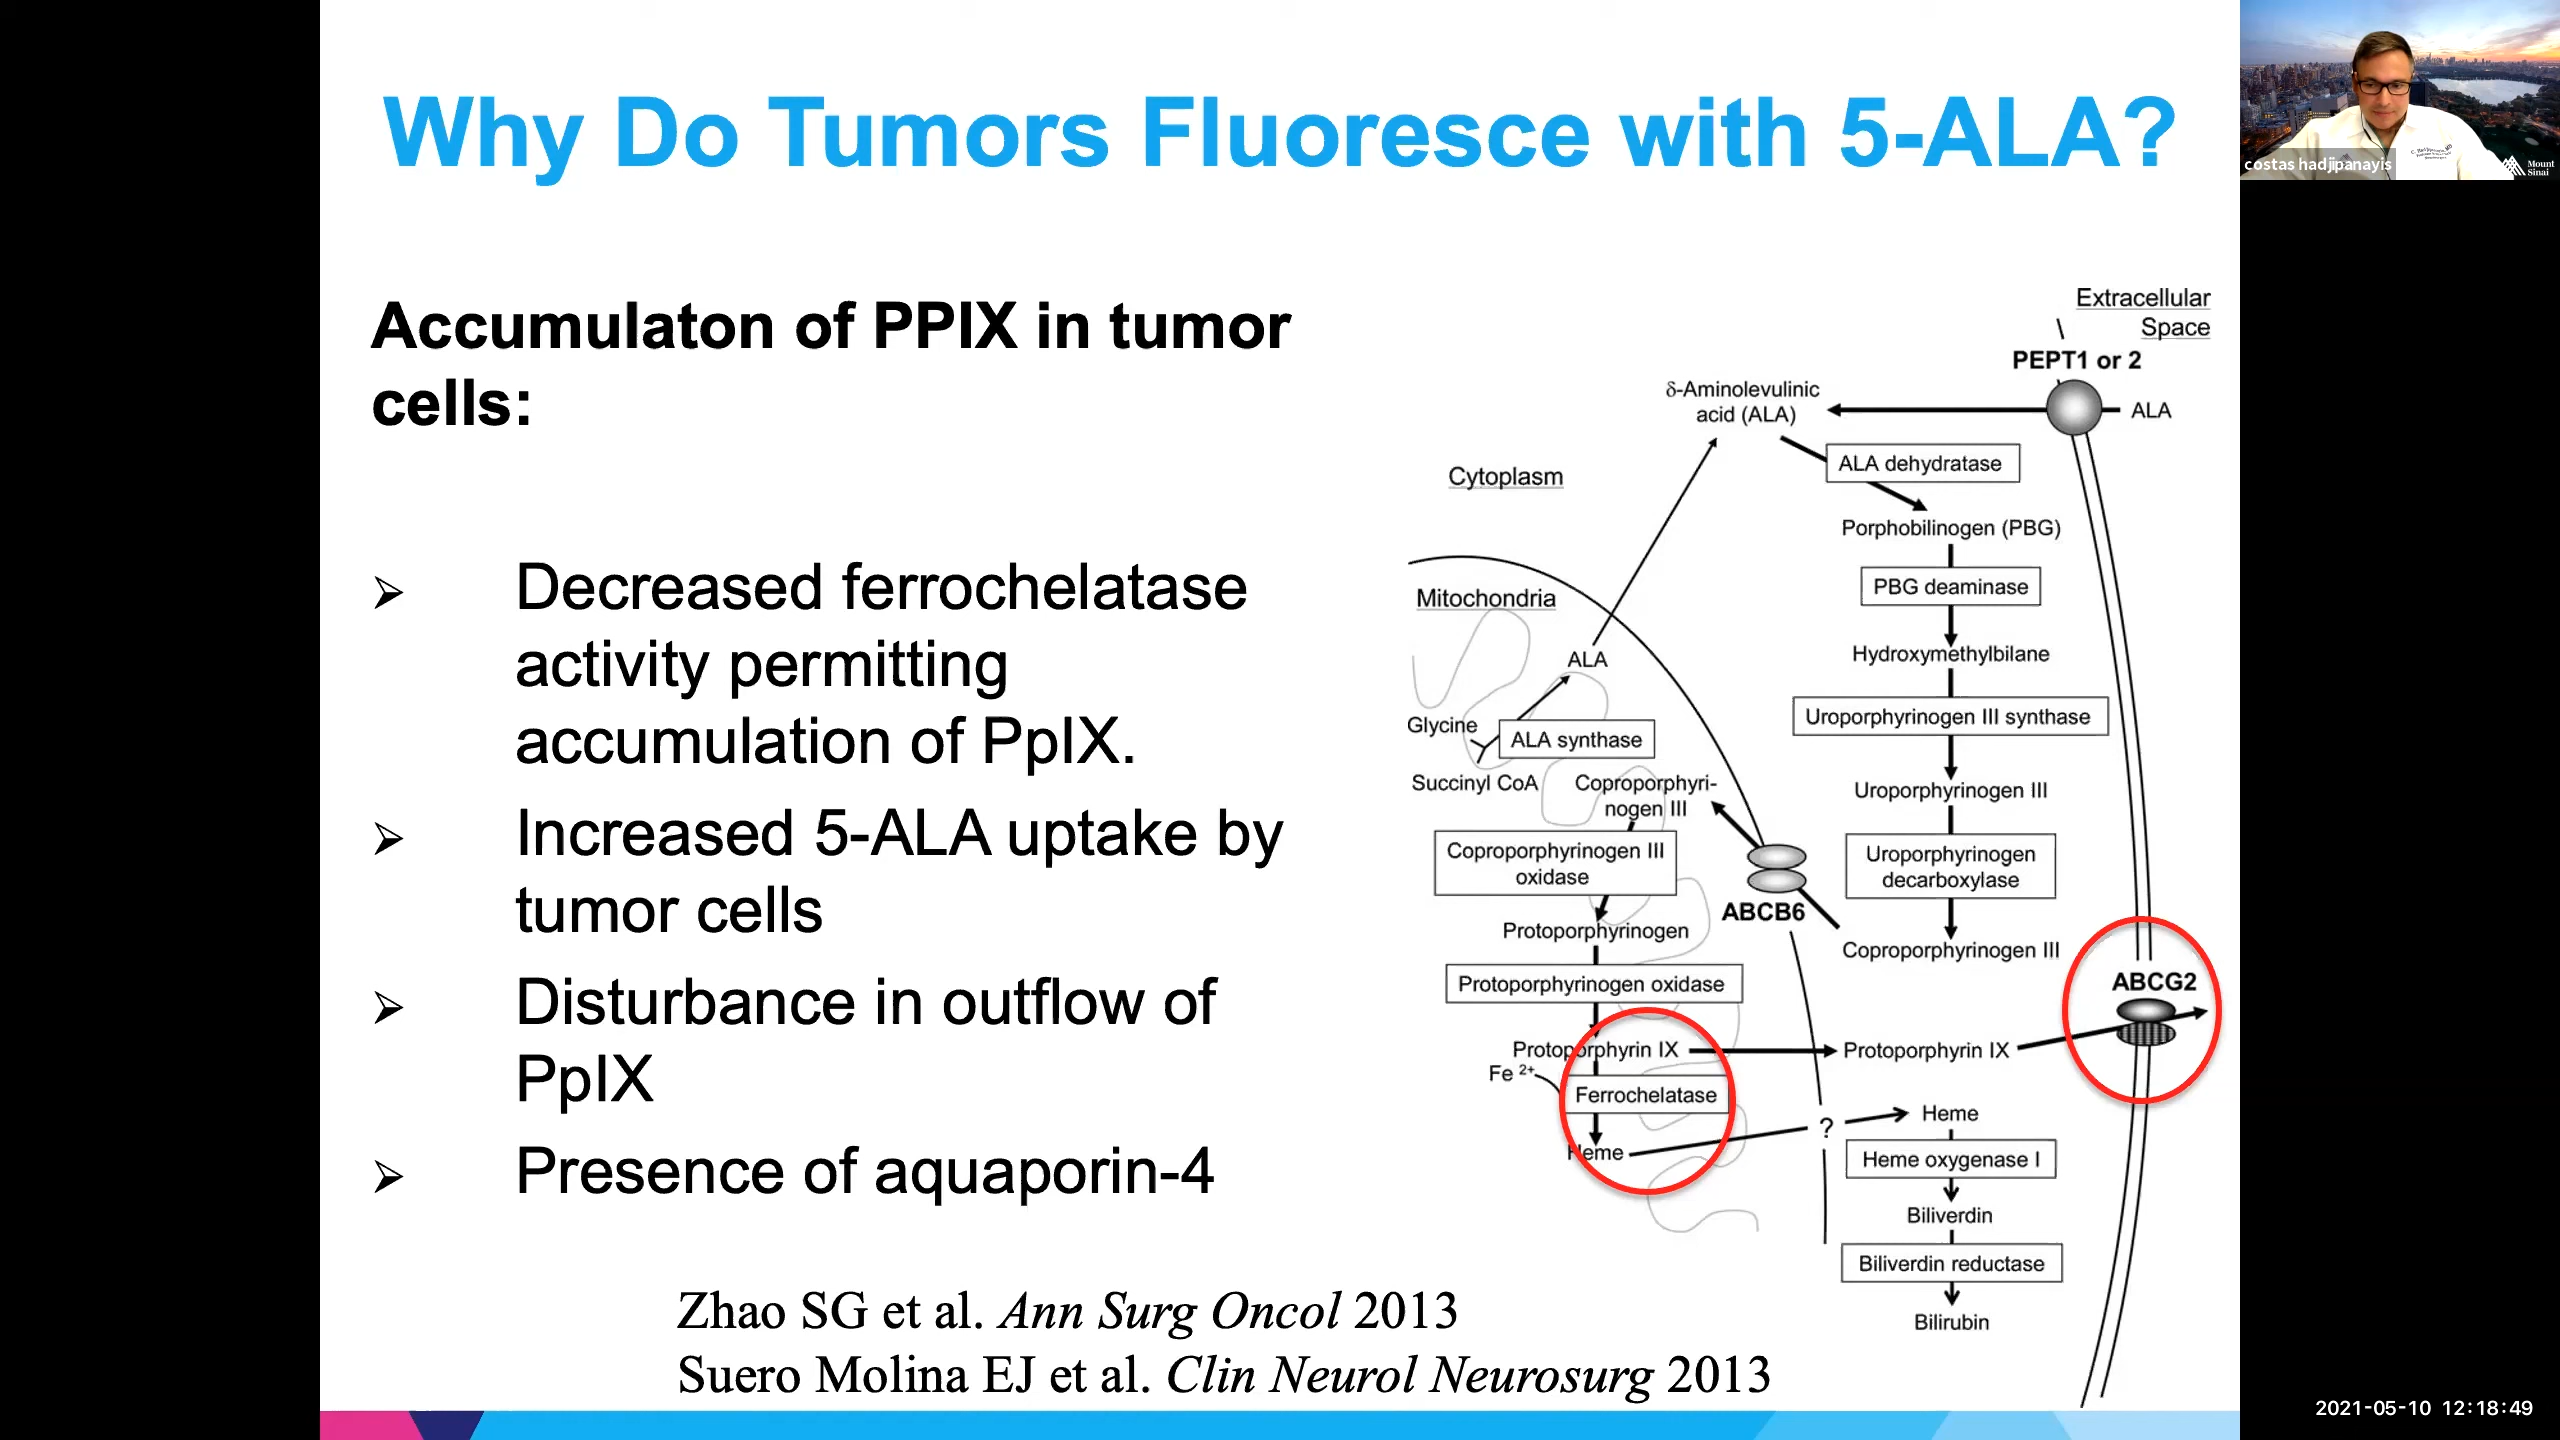 Why Do Tumors Fluoresce with 5-ALA?
costas hadjipanayis
Mount
Sinai
Accumulaton of PPIX in tumor
cells:
➢ Decreased ferrochelatase
activity permitting
accumulation of PpIX.
➢ Increased 5-ALA uptake by
tumor cells
➢ Disturbance in outflow of
PpIX
➢ Presence of aquaporin-4
Extracellular
Space
PEPT1 or 2
ALA
δ-Aminolevulinic
acid (ALA)
ALA dehydratase
Cytoplasm
Porphobilinogen (PBG)
PBG deaminase
Mitochondria
Hydroxymethylbilane
ALA
Uroporphyrinogen III synthase
Glycine
ALA synthase
Succinyl CoA
Coproporphyri-
nogen III
Uroporphyrinogen III
Coproporphyrinogen III
oxidase
Uroporphyrinogen
decarboxylase
ABCB6
Protoporphyrinogen
Coproporphyrinogen III
Protoporphyrinogen oxidase
ABCG2
Protoporphyrin IX
Protoporphyrin IX
Fe 2+
Ferrochelatase
Heme
?
Heme
Heme oxygenase I
Biliverdin
Biliverdin reductase
Bilirubin
Zhao SG et al. Ann Surg Oncol 2013
Suero Molina EJ et al. Clin Neurol Neurosurg 2013
2021-05-10 12:18:49